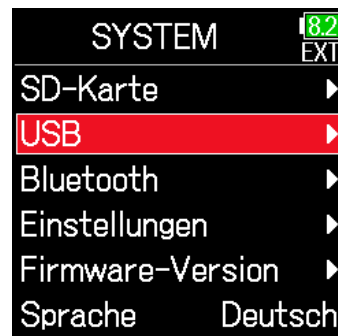 SYSTEM
8.2
EXT
SD-Karte
USB
Bluetooth
Einstellungen
Firmware-Version
Sprache Deutsch